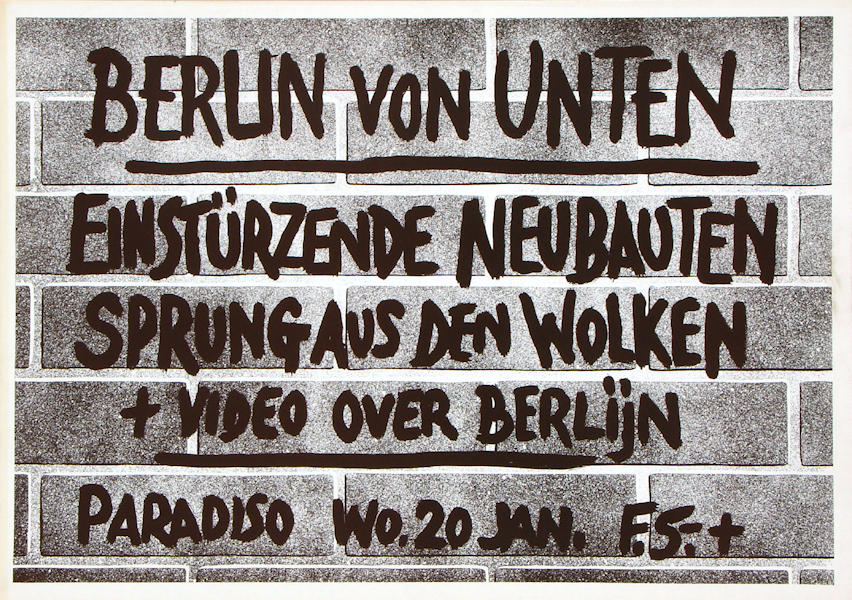 BERLIN VON UNTEN
EINSTÜRZENDE NEUBAUTEN
SPRUNG AUS DEN WOLKEN
+ VIDEO OVER BERLIJN
PARADISO WO. 20 JAN. F.5.- +